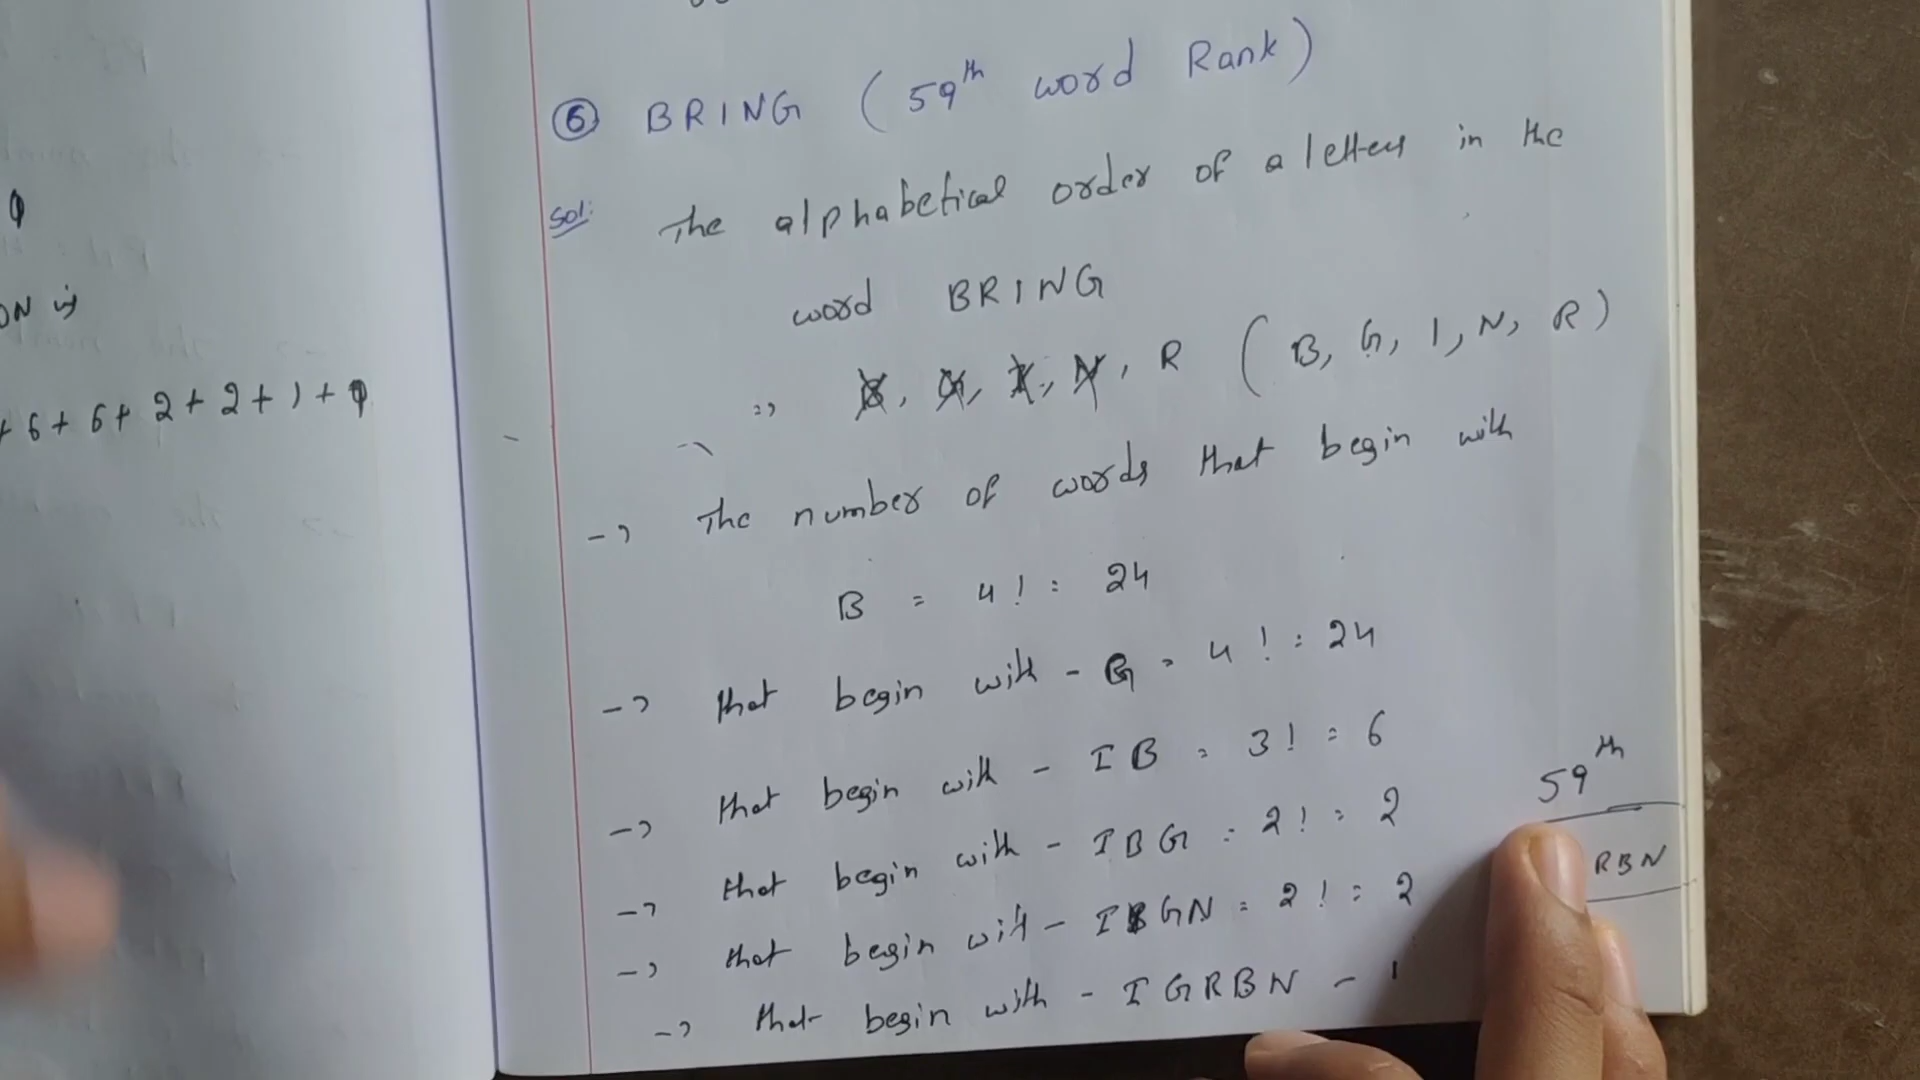 ON is
+ 6 + 6 + 2 + 2 + 1 +
⑥ BRING ( 59th word Rank )
Sol: The alphabetical order of a letters in the
word BRING
B, G, I, N, R ( B, G, I, N, R )
-> The number of words that begin with
B = 4! = 24
-> that begin with - G = 4! = 24
-> that begin with - IB = 3! = 6
-> that begin with - IBG = 2! = 2
-> that begin with - IGN = 2! = 2
-> that begin with - IGRBN - 1
59th
RBN